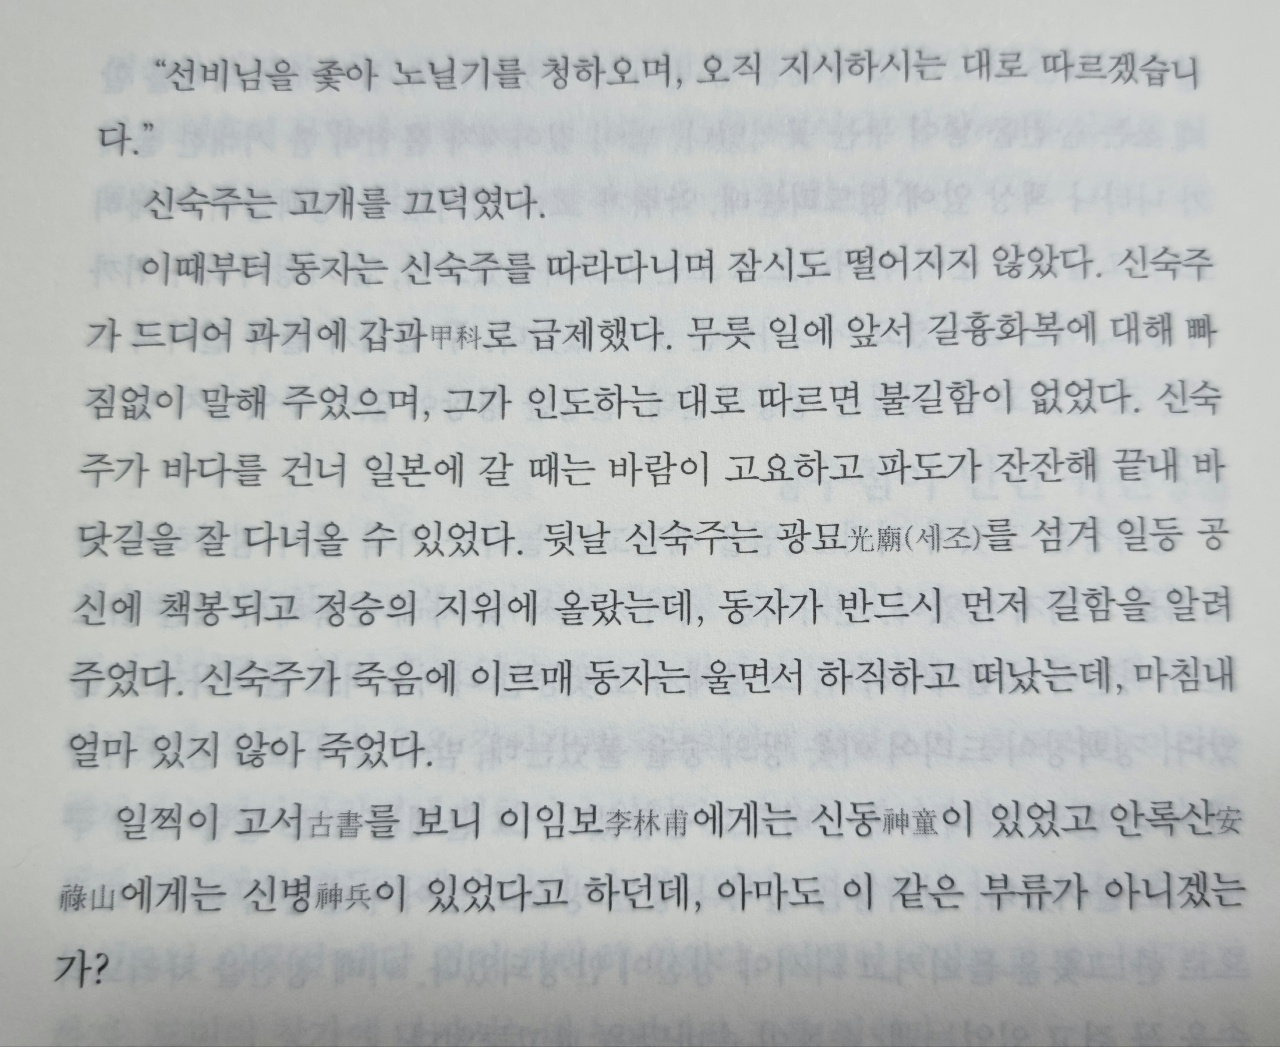 “선비님을 좇아 노닐기를 청하오며, 오직 지시하시는 대로 따르겠습니
다.”
신숙주는 고개를 끄덕였다.
이때부터 동자는 신숙주를 따라다니며 잠시도 떨어지지 않았다. 신숙주
가 드디어 과거에 갑과甲科로 급제했다. 무릇 일에 앞서 길흉화복에 대해 빠
짐없이 말해 주었으며, 그가 인도하는 대로 따르면 불길함이 없었다. 신숙
주가 바다를 건너 일본에 갈 때는 바람이 고요하고 파도가 잔잔해 끝내 바
닷길을 잘 다녀올 수 있었다. 뒷날 신숙주는 광묘光廟(세조)를 섬겨 일등 공
신에 책봉되고 정승의 지위에 올랐는데, 동자가 반드시 먼저 길함을 알려
주었다. 신숙주가 죽음에 이르매 동자는 울면서 하직하고 떠났는데, 마침내
얼마 있지 않아 죽었다.
일찍이 고서古書를 보니 이임보李林甫에게는 신동神童이 있었고 안록산安
祿山에게는 신병神兵이 있었다고 하던데, 아마도 이 같은 부류가 아니겠는
가?